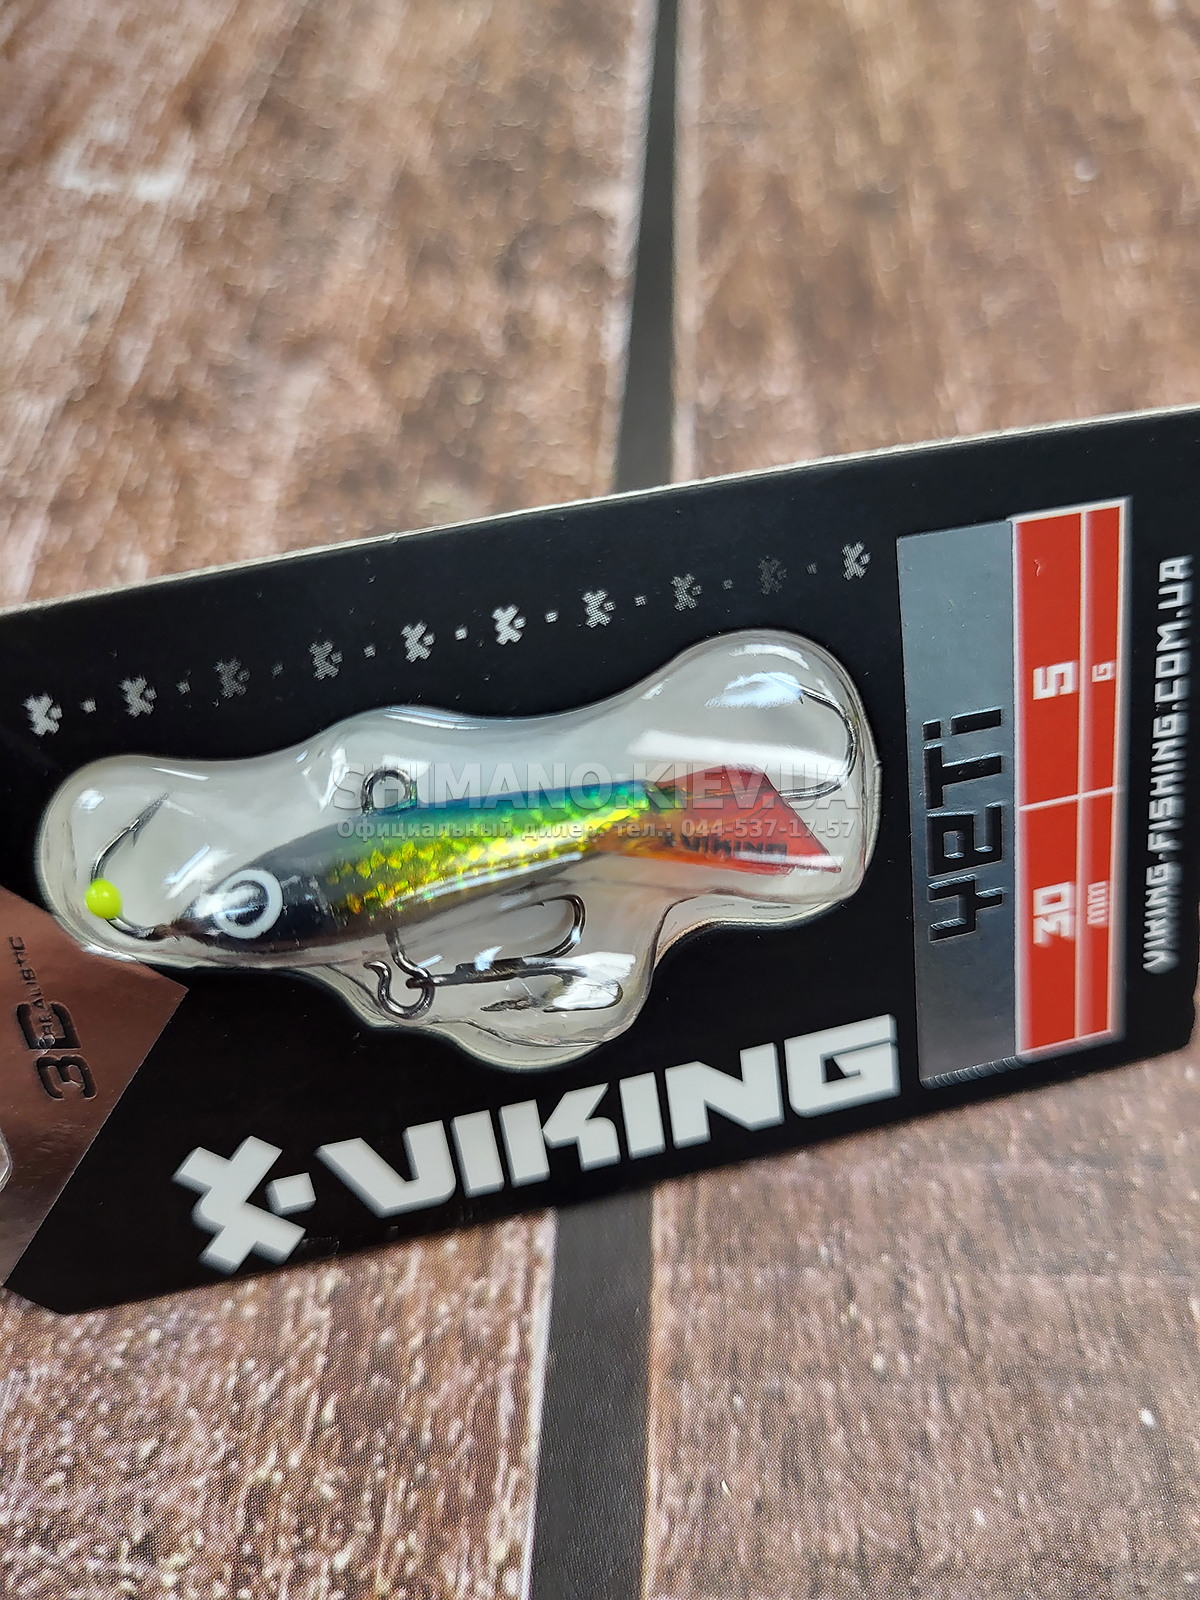 SHIMANO.KIEV.UA
Официальный дилер. тел.: 044-537-17-57
VIKING
3D
REALISTIC
VIKING
YETI
30 5
mm G
VIKING-FISHING.COM.UA